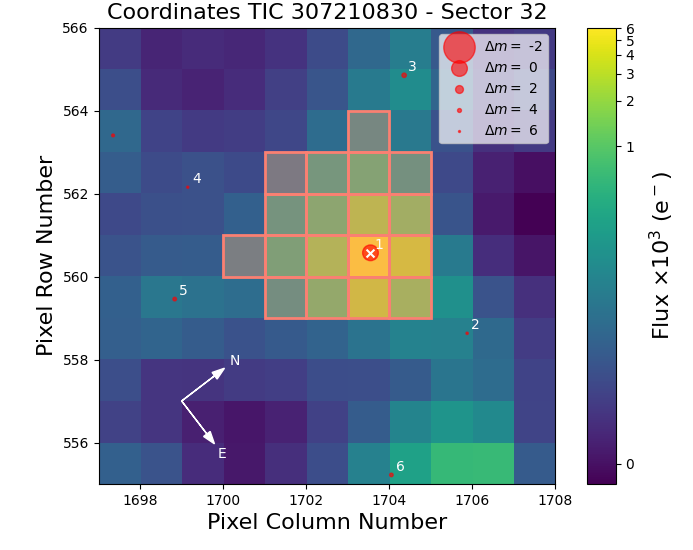 Coordinates TIC 307210830 - Sector 32
566
564
562
560
558
556
Pixel Row Number
1698
1700
1702
1704
1706
1708
Pixel Column Number
Δm = -2
Δm = 0
Δm = 2
Δm = 4
Δm = 6
3
4
1
5
2
6
N
E
6
5
4
3
2
1
0
Flux ×10³ (e⁻)